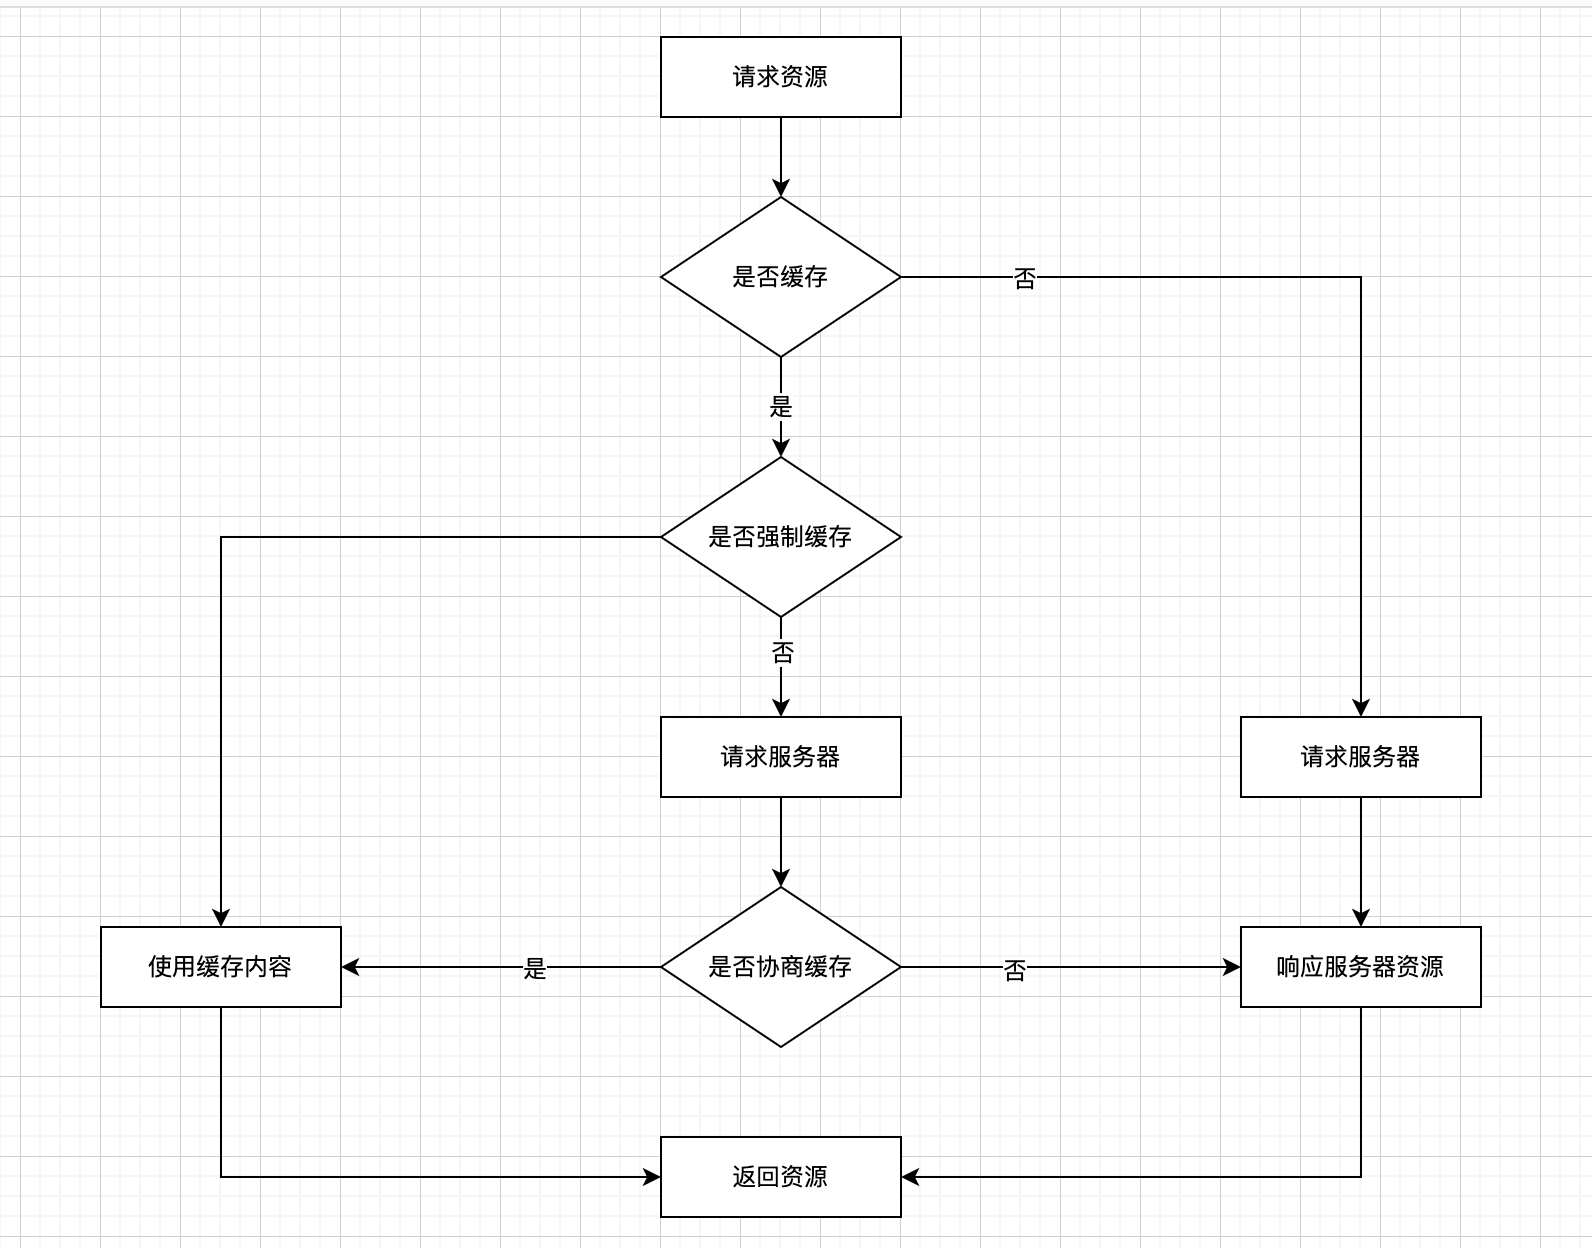 请求资源
是否缓存
否
是
是否强制缓存
否
请求服务器
请求服务器
使用缓存内容
是
是否协商缓存
否
响应服务器资源
返回资源